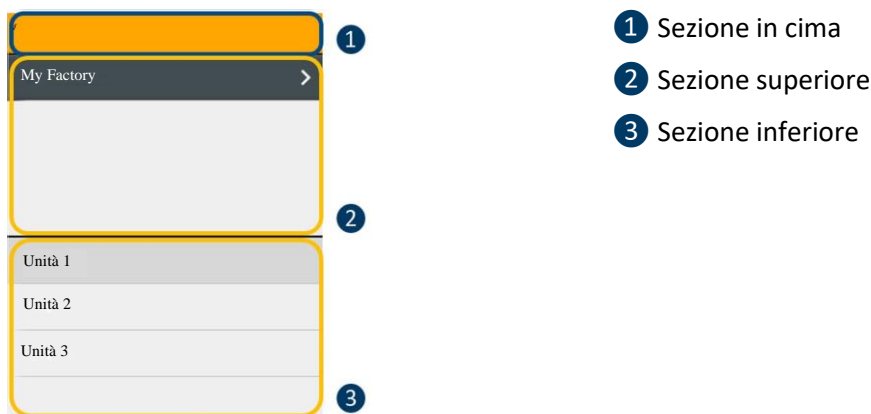 1
My Factory
2
Unità 1
Unità 2
Unità 3
3
1 Sezione in cima
2 Sezione superiore
3 Sezione inferiore